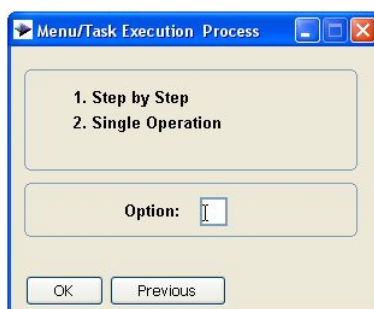 Menu/Task Execution Process
1. Step by Step
2. Single Operation
Option:
OK Previous